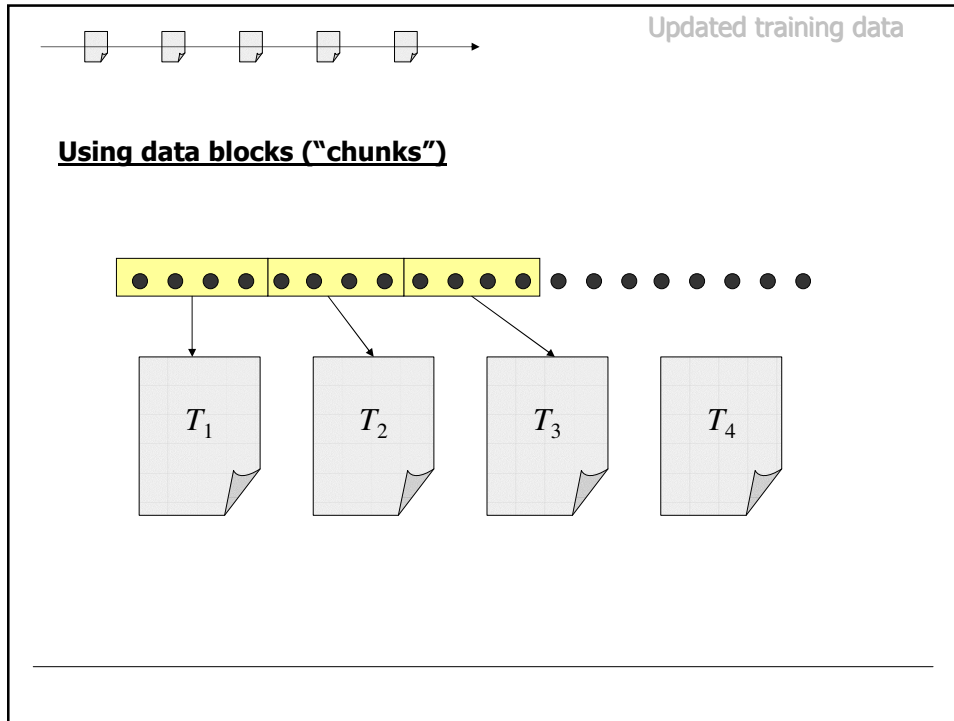 Updated training data
Using data blocks (“chunks”)
T₁ T₂ T₃ T₄